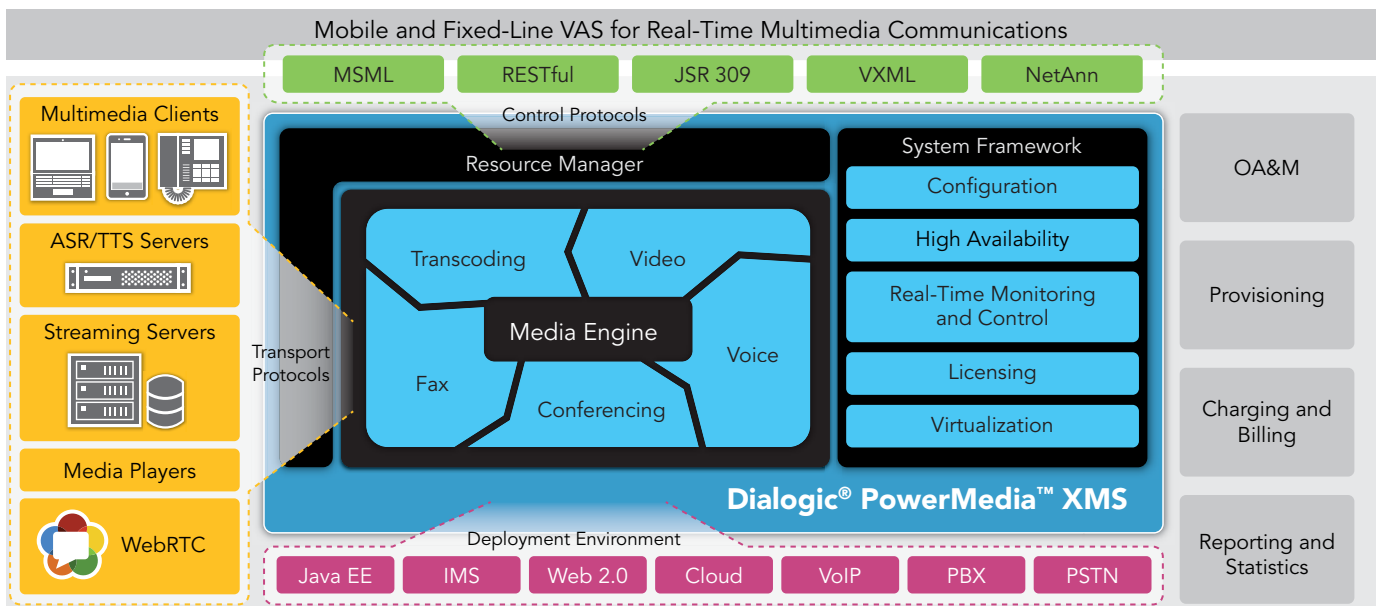 Mobile and Fixed-Line VAS for Real-Time Multimedia Communications
MSML
RESTful
JSR 309
VXML
NetAnn
Control Protocols
Multimedia Clients
ASR/TTS Servers
Streaming Servers
Media Players
WebRTC
Transport
Protocols
Resource Manager
Transcoding
Video
Media Engine
Voice
Fax
Conferencing
System Framework
Configuration
High Availability
Real-Time Monitoring
and Control
Licensing
Virtualization
Dialogic® PowerMedia™ XMS
OA&M
Provisioning
Charging and
Billing
Reporting and
Statistics
Deployment Environment
Java EE
IMS
Web 2.0
Cloud
VoIP
PBX
PSTN